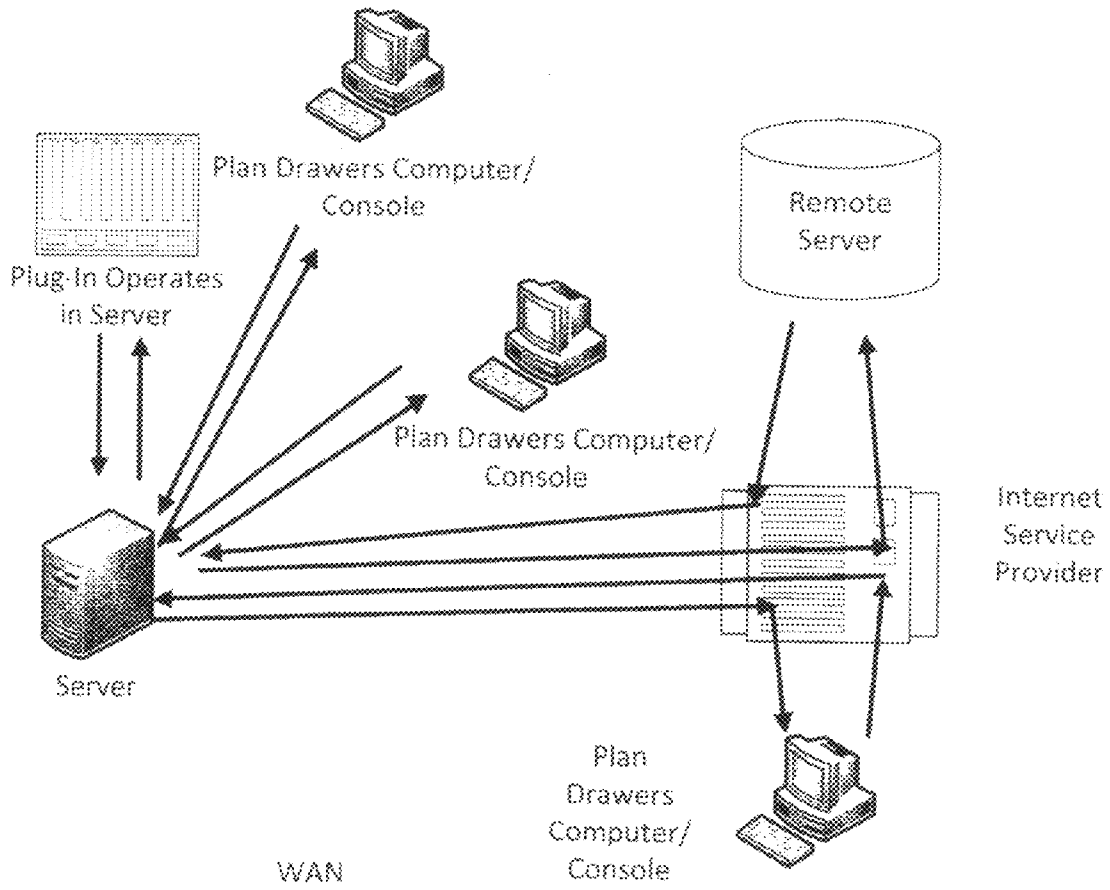 Plan Drawers Computer/
Console
Remote
Server
Plug-In Operates
in Server
Plan Drawers Computer/
Console
Internet
Service
Provider
Server
Plan
Drawers
Computer/
Console
WAN